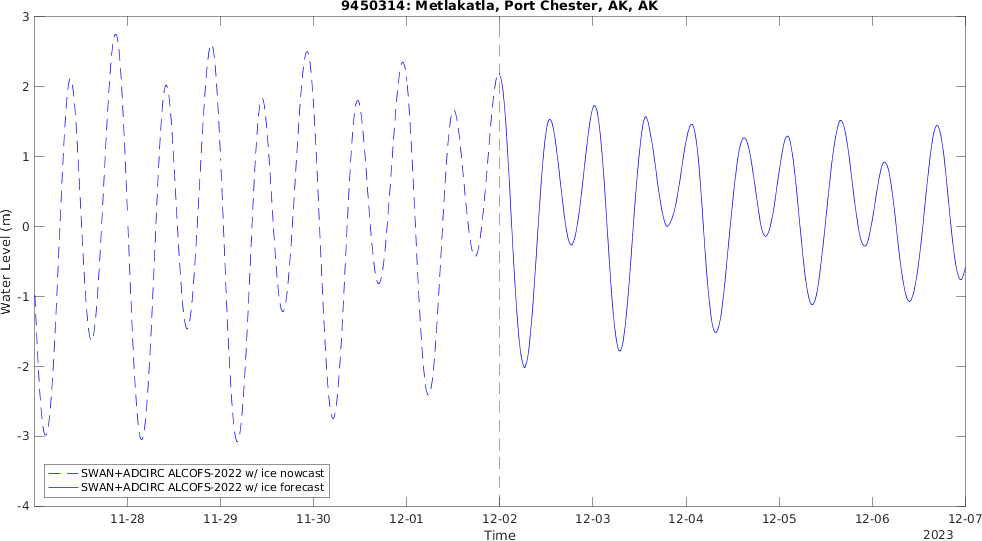 9450314: Metlakatla, Port Chester, AK, AK
3
2
1
0
-1
-2
-3
-4
Water Level (m)
SWAN+ADCIRC ALCOFS-2022 w/ ice nowcast
SWAN+ADCIRC ALCOFS-2022 w/ ice forecast
11-28 11-29 11-30 12-01 12-02 12-03 12-04 12-05 12-06 12-07
Time
2023